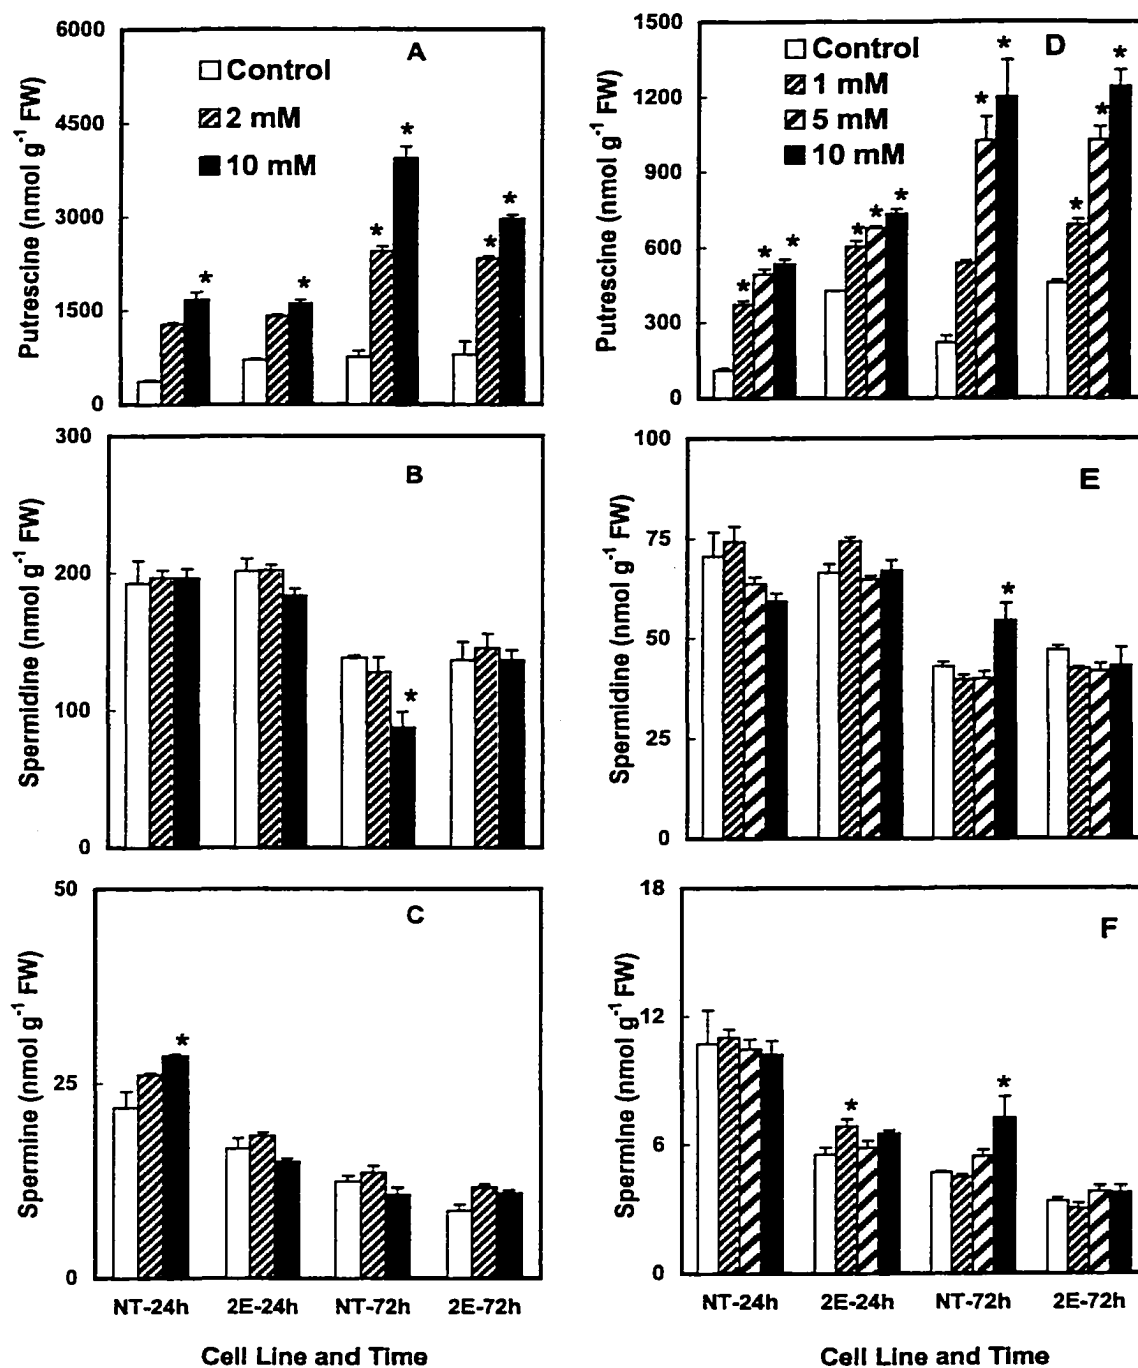 A
Control
2 mM
10 mM
Putrescine (nmol g⁻¹ FW)
6000
4500
3000
1500
0
* * * * * *
B
Spermidine (nmol g⁻¹ FW)
300
200
100
0
*
C
Spermine (nmol g⁻¹ FW)
50
25
0
*
NT-24h 2E-24h NT-72h 2E-72h
Cell Line and Time
D
Control
1 mM
5 mM
10 mM
Putrescine (nmol g⁻¹ FW)
1500
1200
900
600
300
0
* * * * * * * * * * *
E
Spermidine (nmol g⁻¹ FW)
100
75
50
25
0
*
F
Spermine (nmol g⁻¹ FW)
18
12
6
0
* *
NT-24h 2E-24h NT-72h 2E-72h
Cell Line and Time